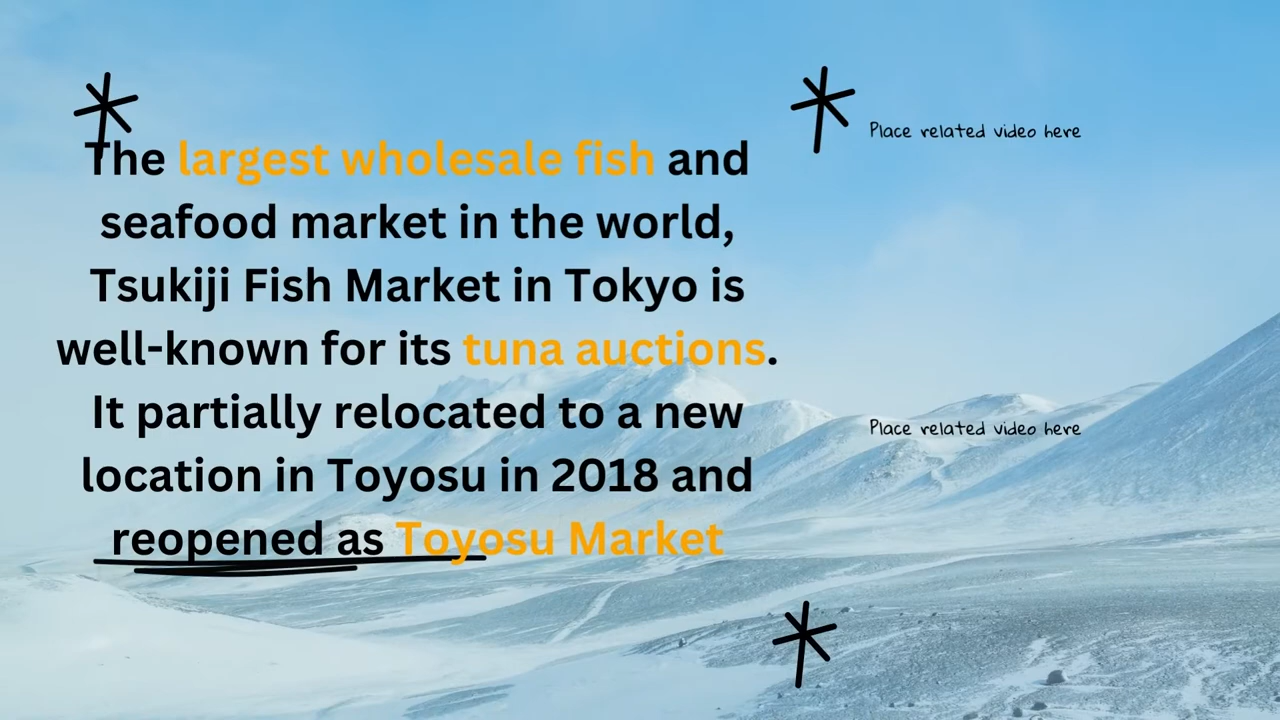 The largest wholesale fish and
seafood market in the world,
Tsukiji Fish Market in Tokyo is
well-known for its tuna auctions.
It partially relocated to a new
location in Toyosu in 2018 and
reopened as Toyosu Market
Place related video here
Place related video here